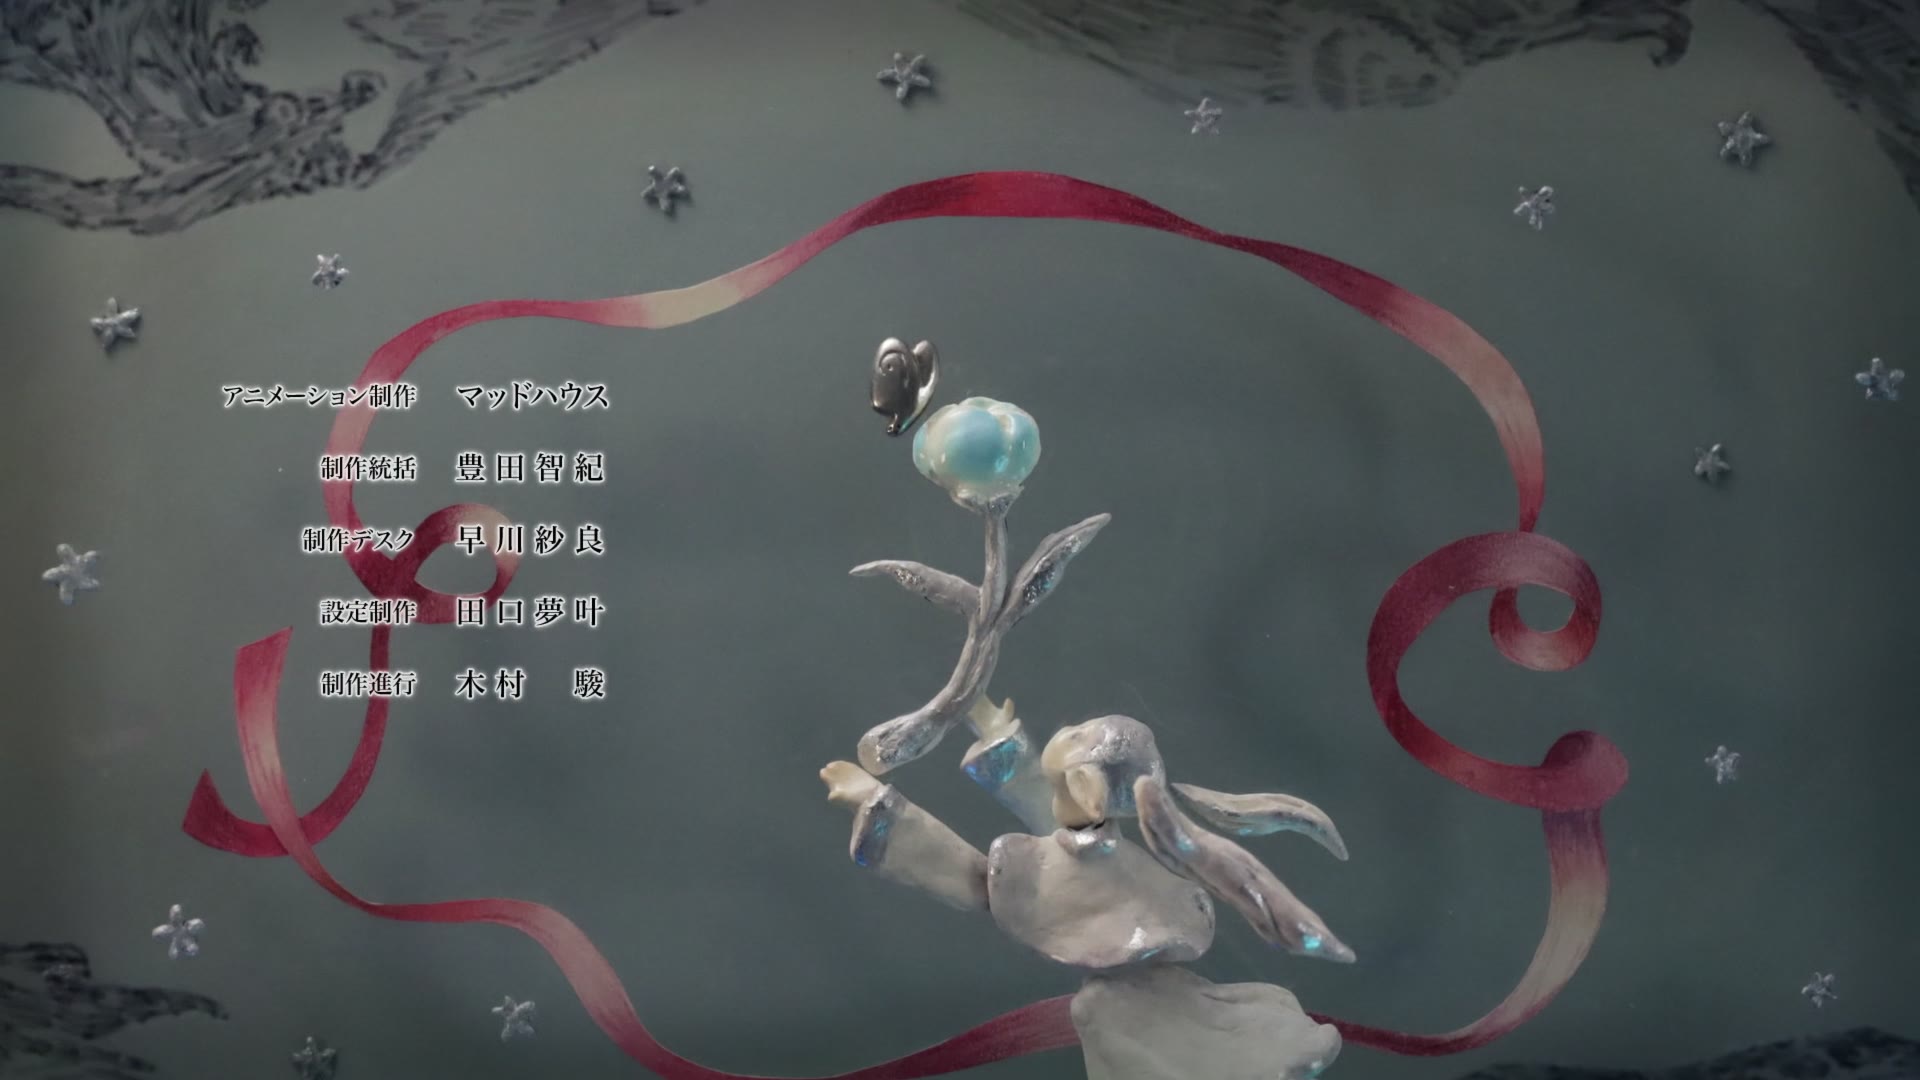 アニメーション制作 マッドハウス
制作統括 豊田智紀
制作デスク 早川紗良
設定制作 田口夢叶
制作進行 木村 駿